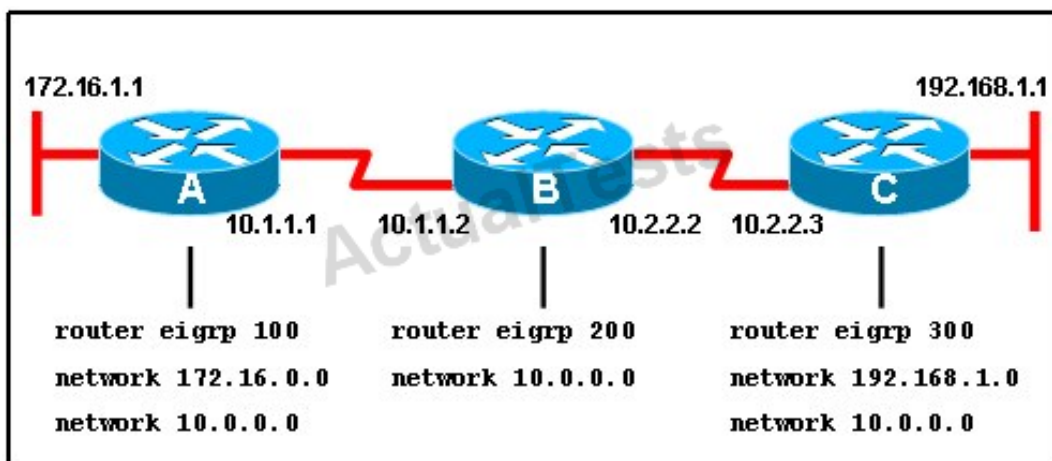 172.16.1.1
192.168.1.1
A
B
C
10.1.1.1
10.1.1.2
10.2.2.2
10.2.2.3
ActualTests
router eigrp 100
network 172.16.0.0
network 10.0.0.0
router eigrp 200
network 10.0.0.0
router eigrp 300
network 192.168.1.0
network 10.0.0.0